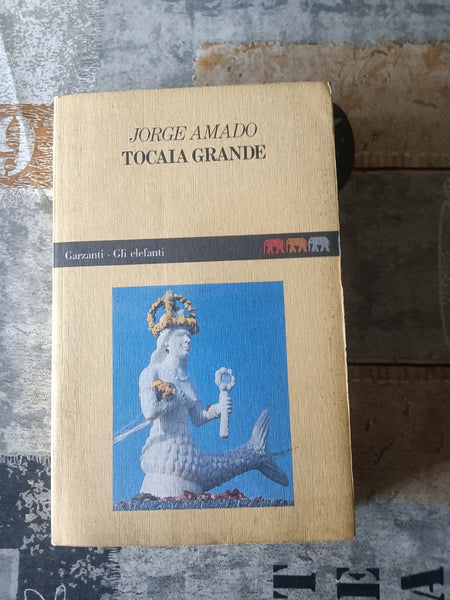 JORGE AMADO
TOCAIA GRANDE
Garzanti · Gli elefanti
T E
T A